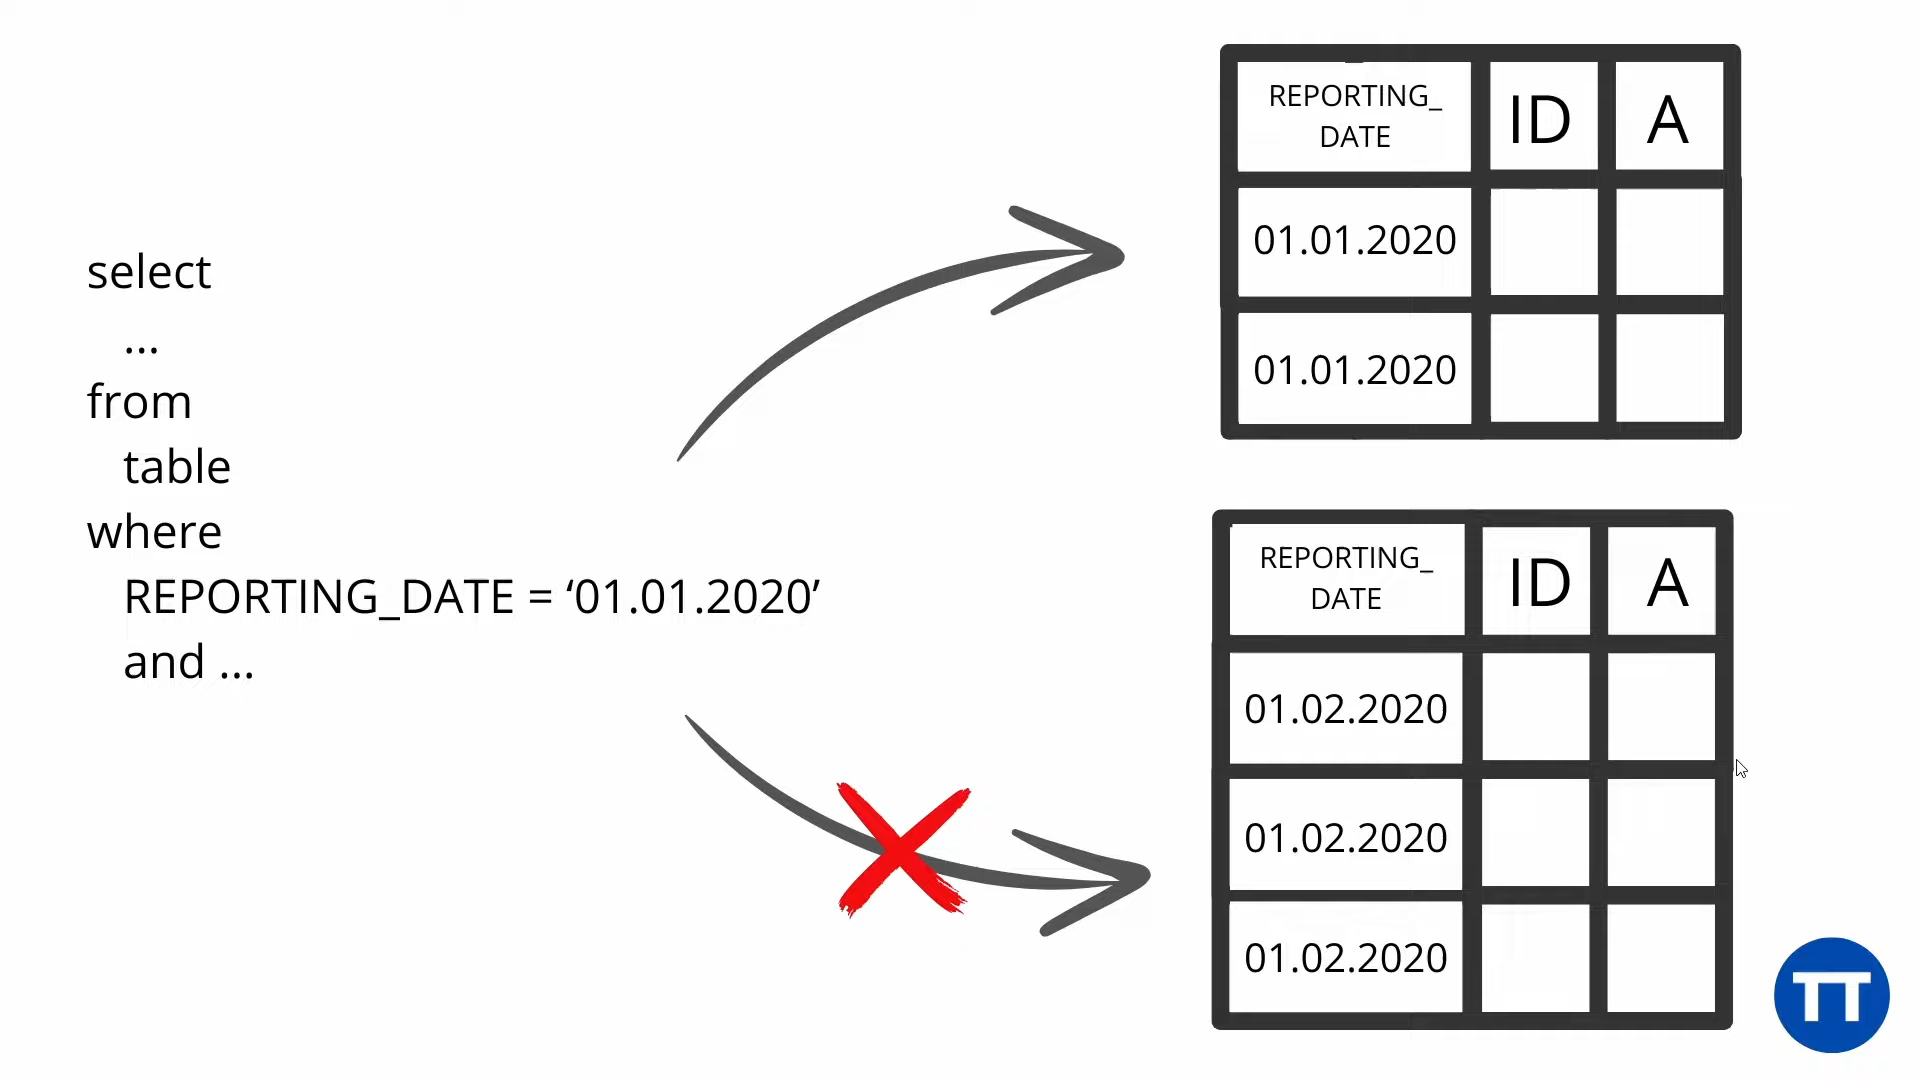 select
...
from
table
where
REPORTING_DATE = ‘01.01.2020’
and ...
REPORTING_
DATE
ID
A
01.01.2020
01.01.2020
REPORTING_
DATE
ID
A
01.02.2020
01.02.2020
01.02.2020
TT